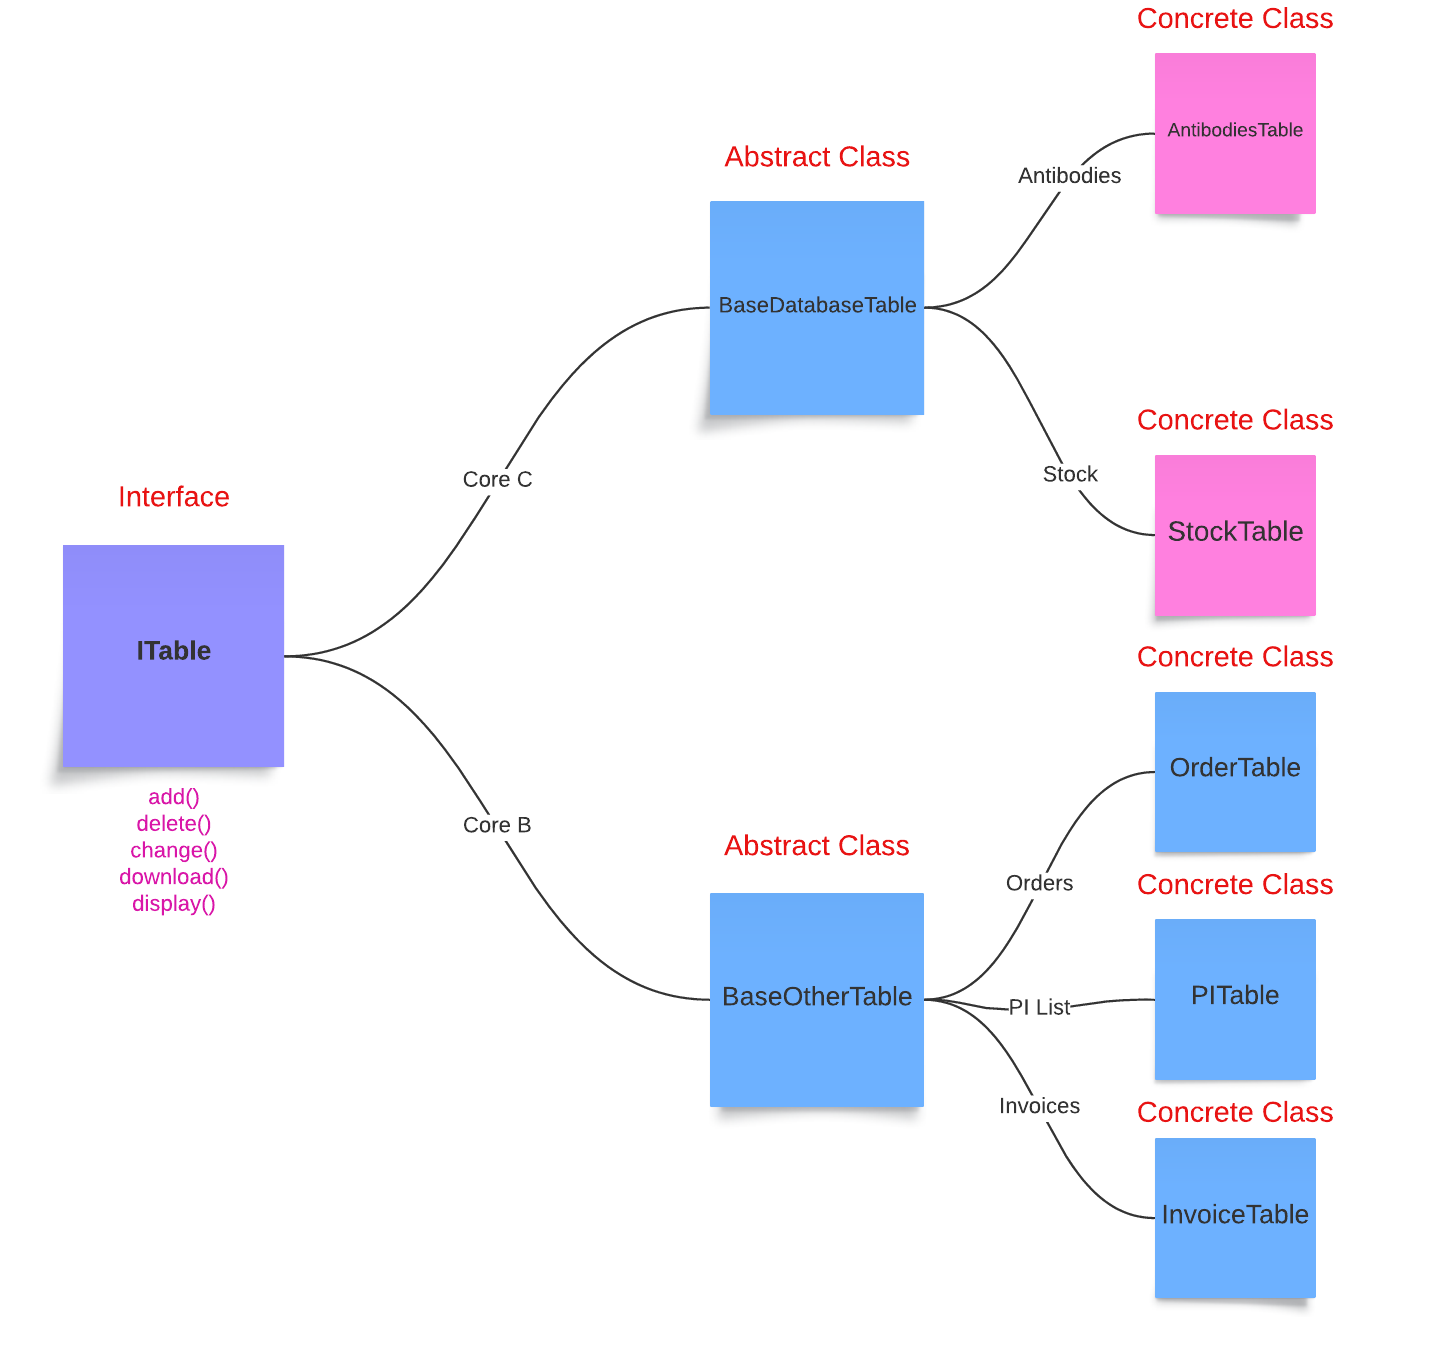 Concrete Class
AntibodiesTable
Abstract Class
Antibodies
BaseDatabaseTable
Concrete Class
Core C
Stock
Interface
StockTable
ITable
Concrete Class
OrderTable
add()
delete()
change()
download()
display()
Core B
Abstract Class
Orders
Concrete Class
BaseOtherTable
PI List
PITable
Invoices
Concrete Class
InvoiceTable